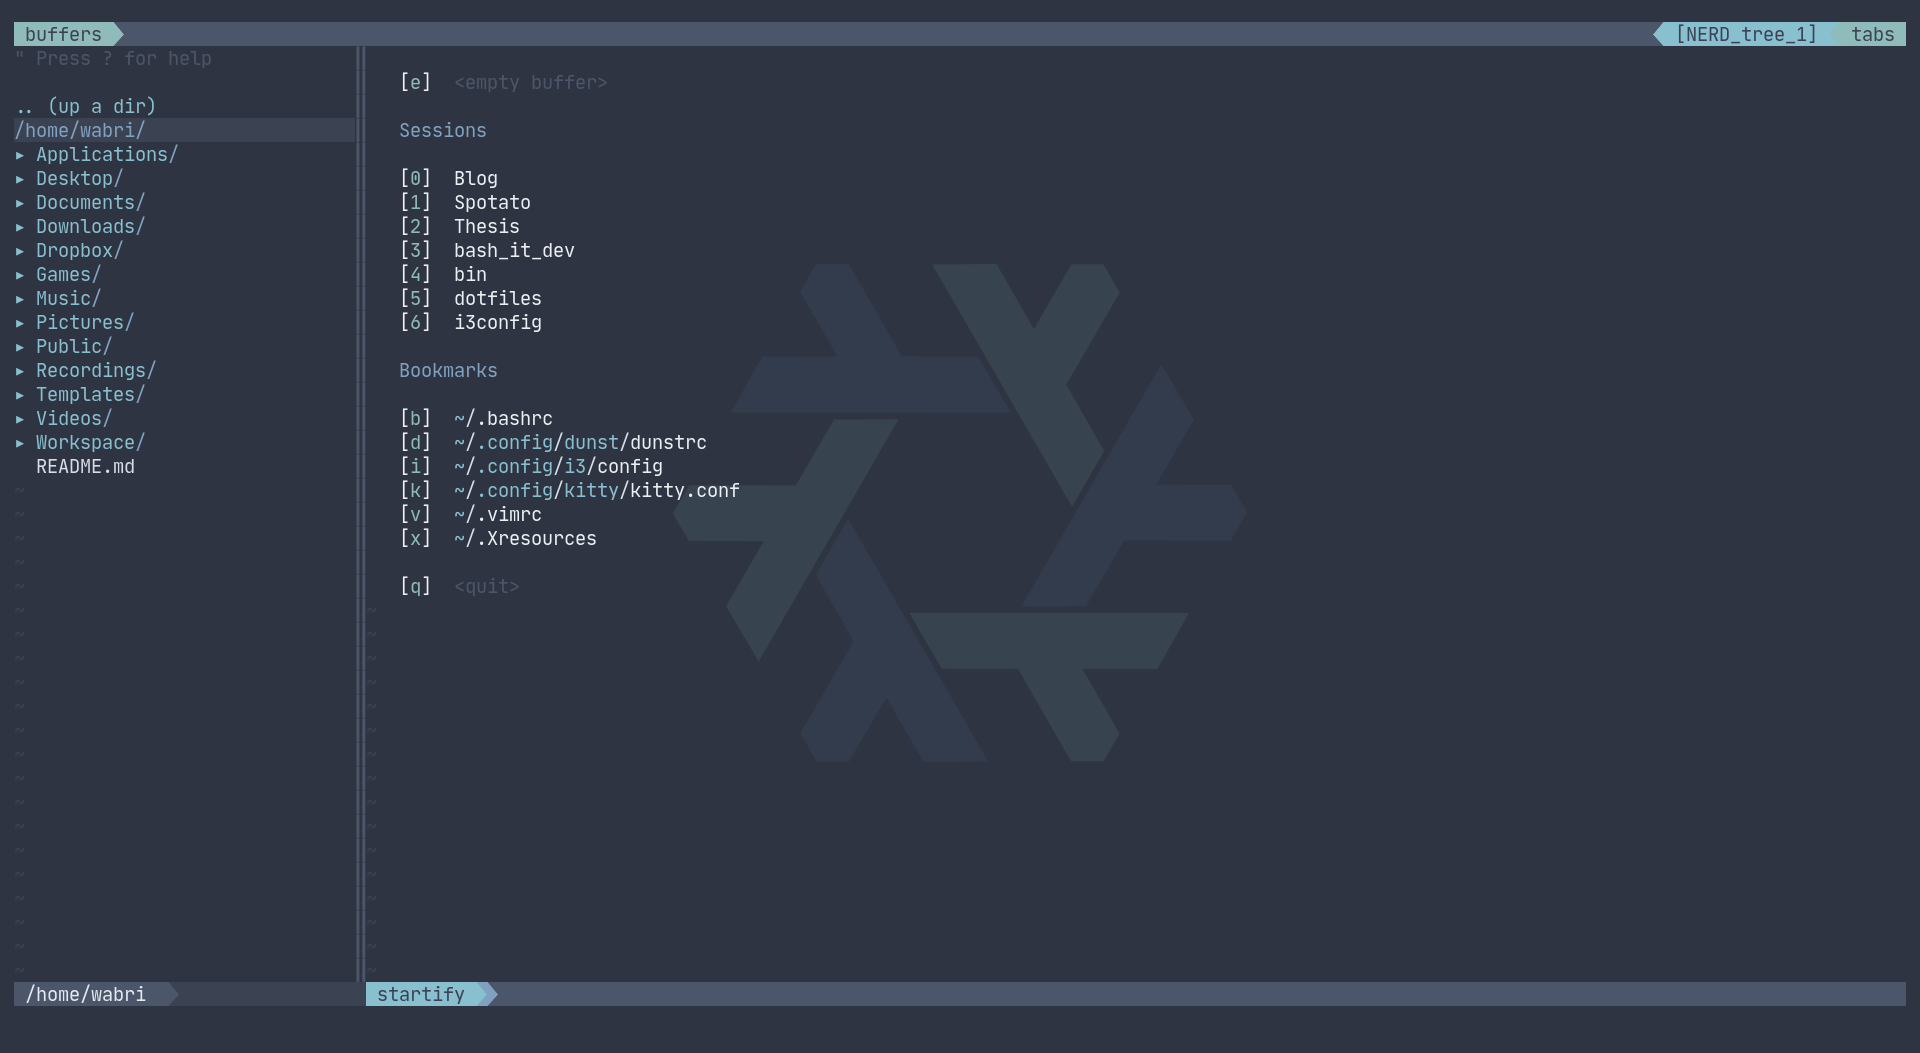 buffers [NERD_tree_1] tabs
" Press ? for help
.. (up a dir)
/home/wabri/
▸ Applications/
▸ Desktop/
▸ Documents/
▸ Downloads/
▸ Dropbox/
▸ Games/
▸ Music/
▸ Pictures/
▸ Public/
▸ Recordings/
▸ Templates/
▸ Videos/
▸ Workspace/
README.md
[e] <empty buffer>
Sessions
[0] Blog
[1] Spotato
[2] Thesis
[3] bash_it_dev
[4] bin
[5] dotfiles
[6] i3config
Bookmarks
[b] ~/.bashrc
[d] ~/.config/dunst/dunstrc
[i] ~/.config/i3/config
[k] ~/.config/kitty/kitty.conf
[v] ~/.vimrc
[x] ~/.Xresources
[q] <quit>
/home/wabri
startify